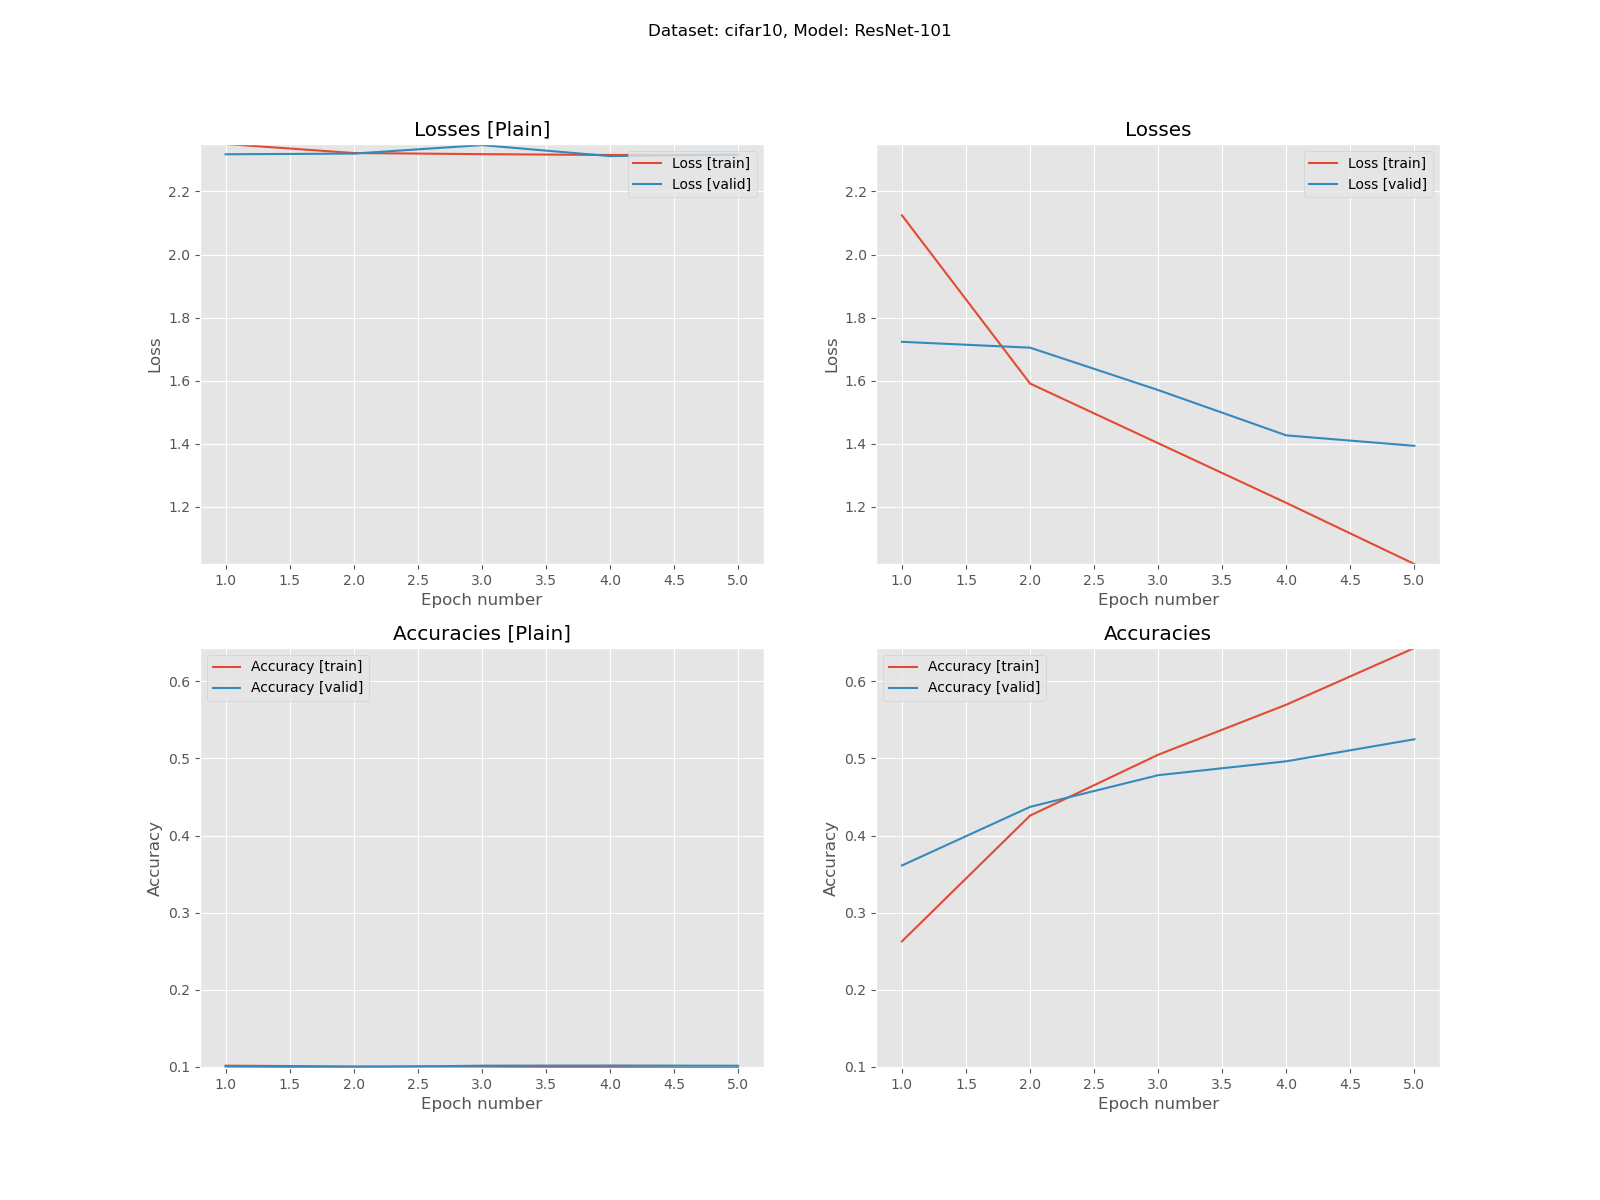 Dataset: cifar10, Model: ResNet-101
Losses [Plain]
Loss
2.2
2.0
1.8
1.6
1.4
1.2
Loss [train]
Loss [valid]
1.0 1.5 2.0 2.5 3.0 3.5 4.0 4.5 5.0
Epoch number
Losses
Loss
2.2
2.0
1.8
1.6
1.4
1.2
Loss [train]
Loss [valid]
1.0 1.5 2.0 2.5 3.0 3.5 4.0 4.5 5.0
Epoch number
Accuracies [Plain]
Accuracy
0.6
0.5
0.4
0.3
0.2
0.1
Accuracy [train]
Accuracy [valid]
1.0 1.5 2.0 2.5 3.0 3.5 4.0 4.5 5.0
Epoch number
Accuracies
Accuracy
0.6
0.5
0.4
0.3
0.2
0.1
Accuracy [train]
Accuracy [valid]
1.0 1.5 2.0 2.5 3.0 3.5 4.0 4.5 5.0
Epoch number